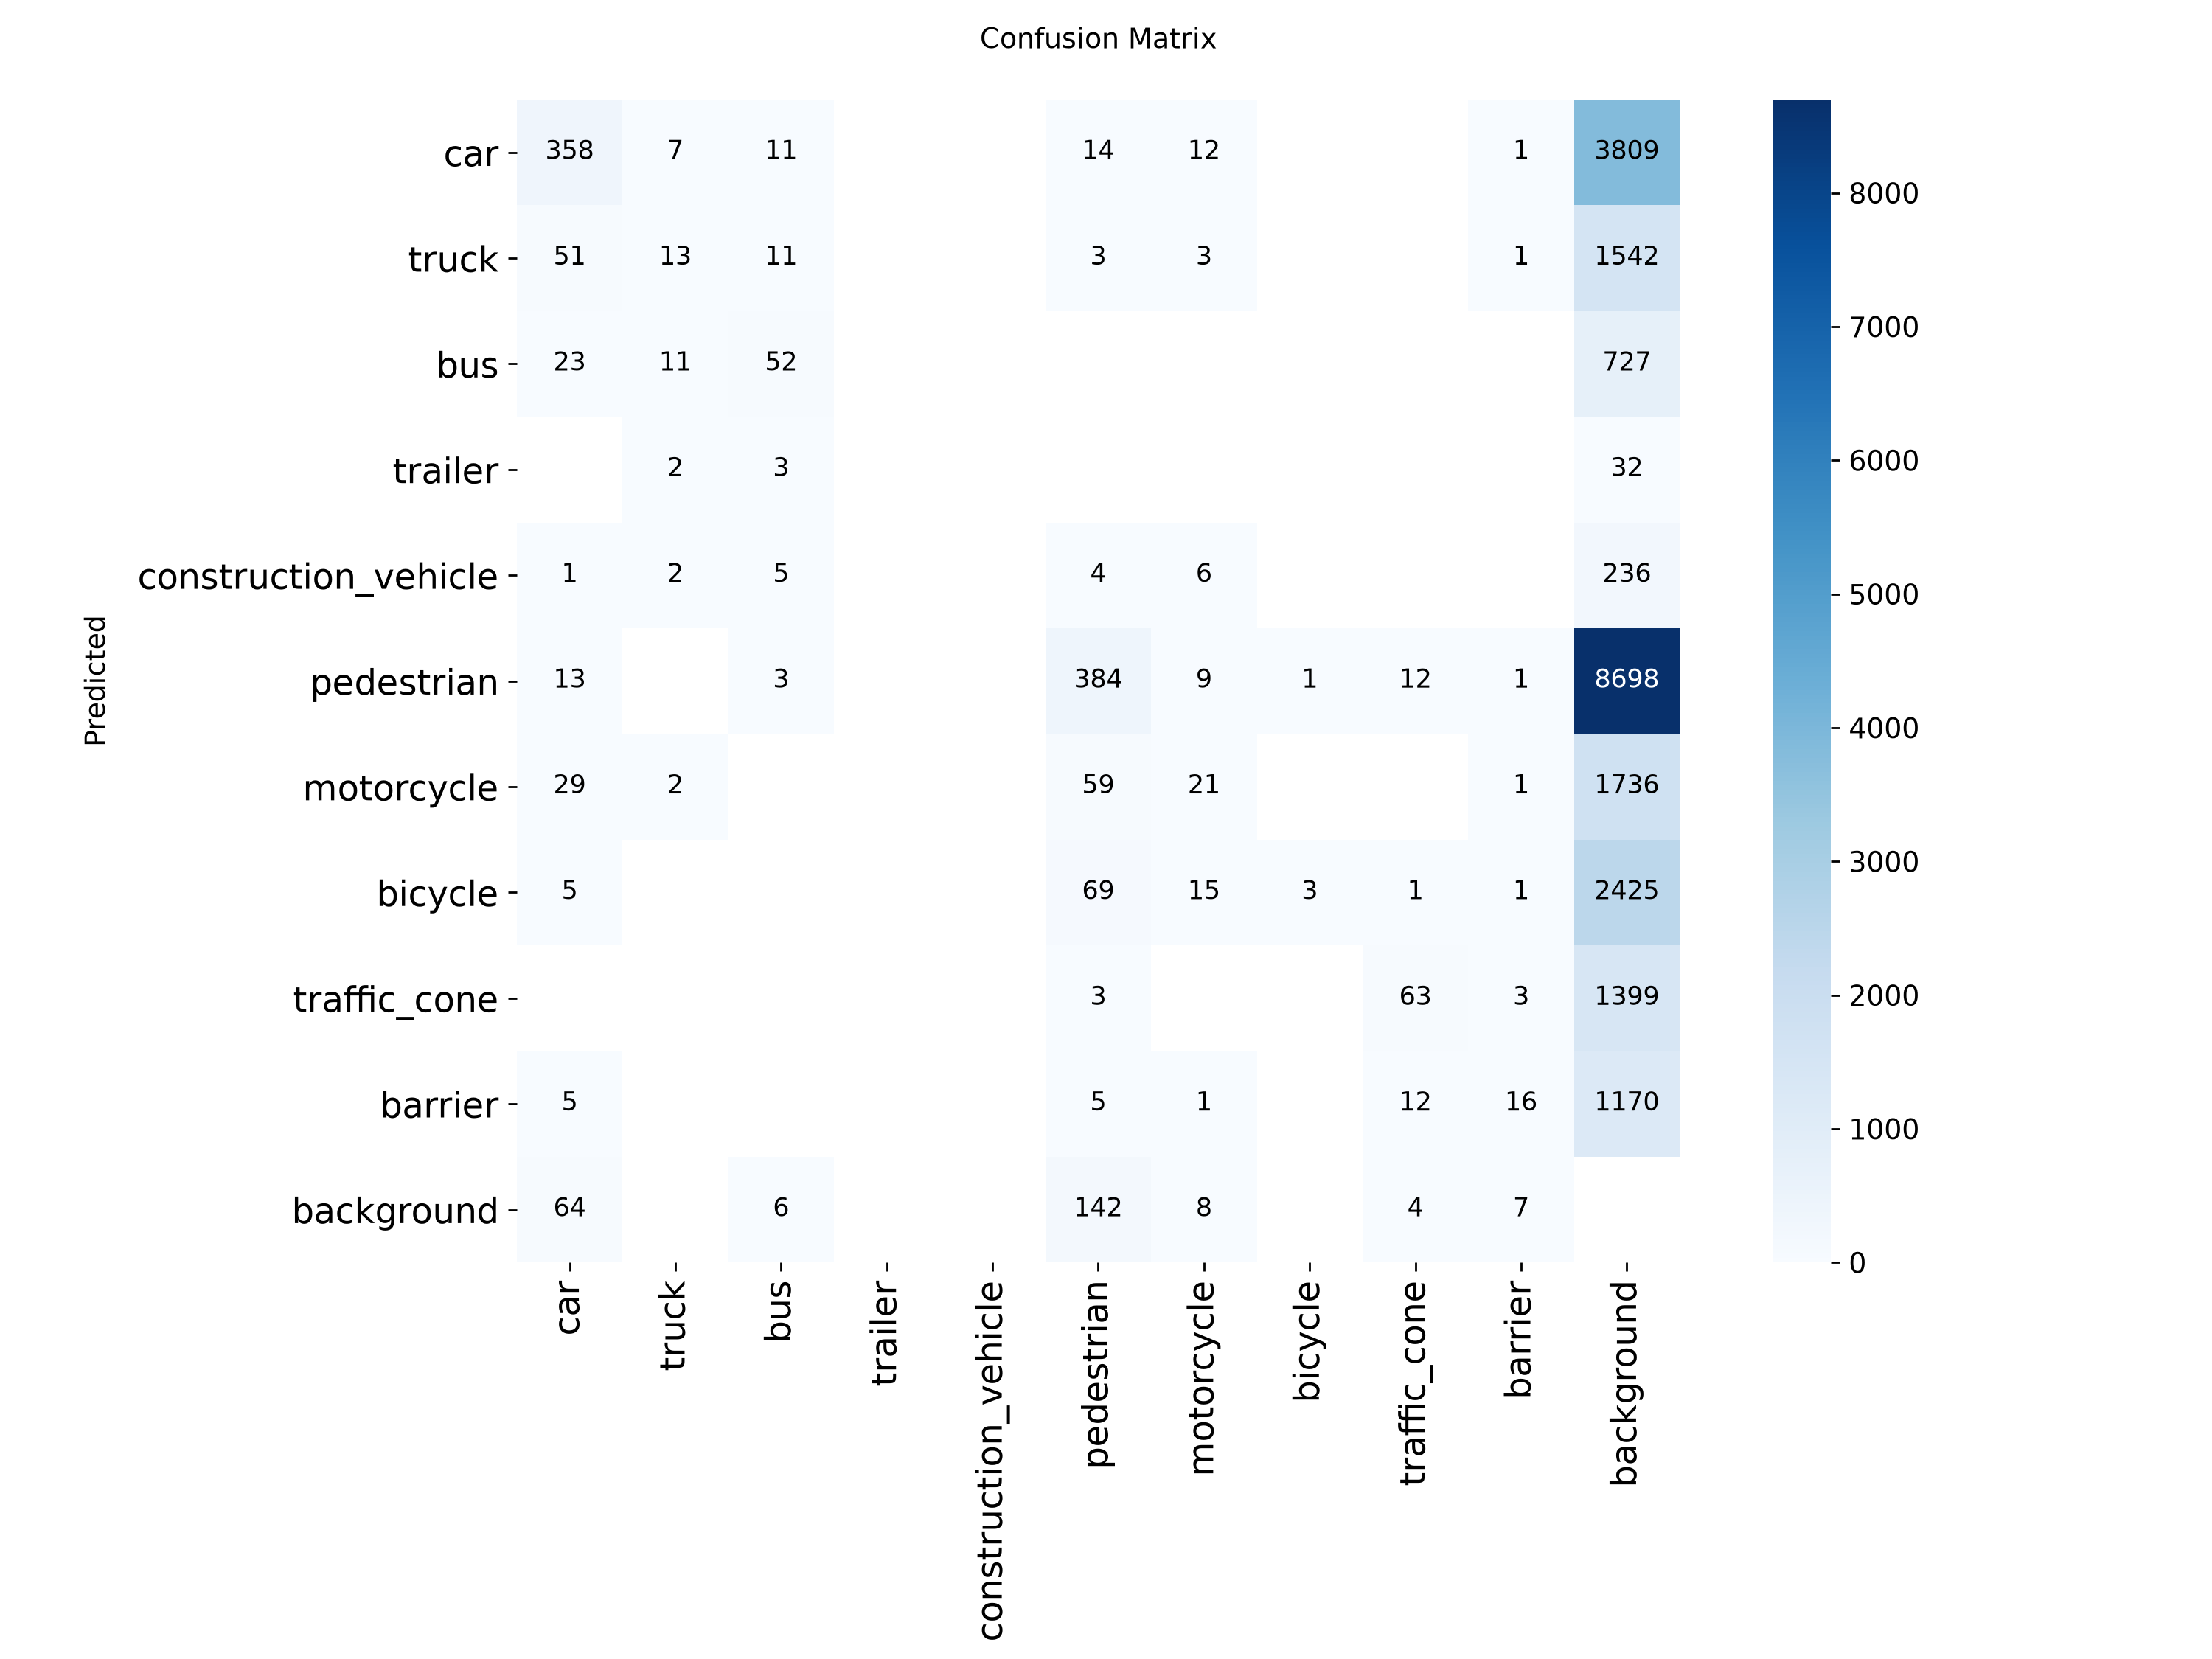 Confusion Matrix
car 358 7 11 14 12 1 3809
truck 51 13 11 3 3 1 1542
bus 23 11 52 727
trailer 2 3 32
construction_vehicle 1 2 5 4 6 236
pedestrian 13 3 384 9 1 12 1 8698
motorcycle 29 2 59 21 1 1736
bicycle 5 69 15 3 1 1 2425
traffic_cone 3 63 3 1399
barrier 5 5 1 12 16 1170
background 64 6 142 8 4 7
Predicted
car
truck
bus
trailer
construction_vehicle
pedestrian
motorcycle
bicycle
traffic_cone
barrier
background
8000
7000
6000
5000
4000
3000
2000
1000
0